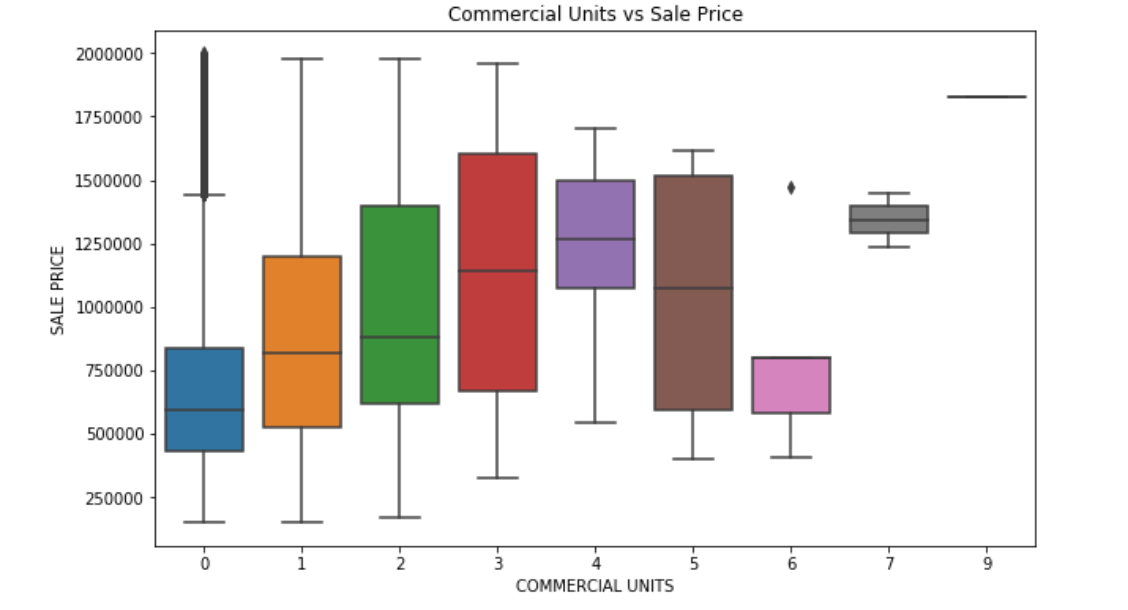 Commercial Units vs Sale Price
2000000
1750000
1500000
1250000
1000000
750000
500000
250000
SALE PRICE
0 1 2 3 4 5 6 7 9
COMMERCIAL UNITS